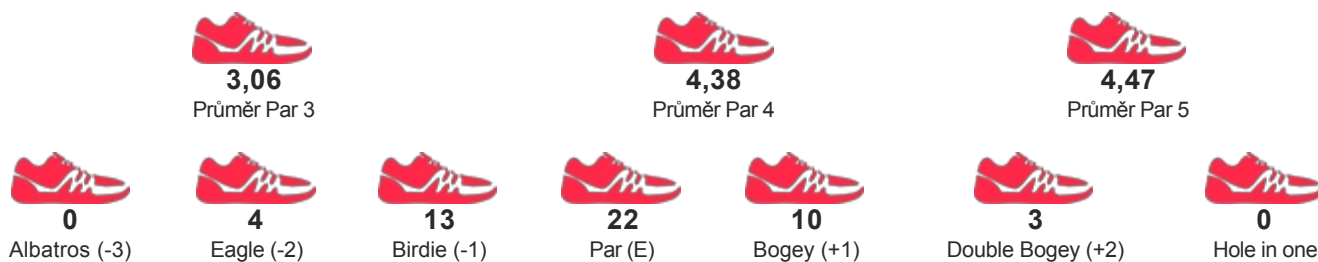 3,06 4,38 4,47
Průměr Par 3 Průměr Par 4 Průměr Par 5
0 4 13 22 10 3 0
Albatros (-3) Eagle (-2) Birdie (-1) Par (E) Bogey (+1) Double Bogey (+2) Hole in one